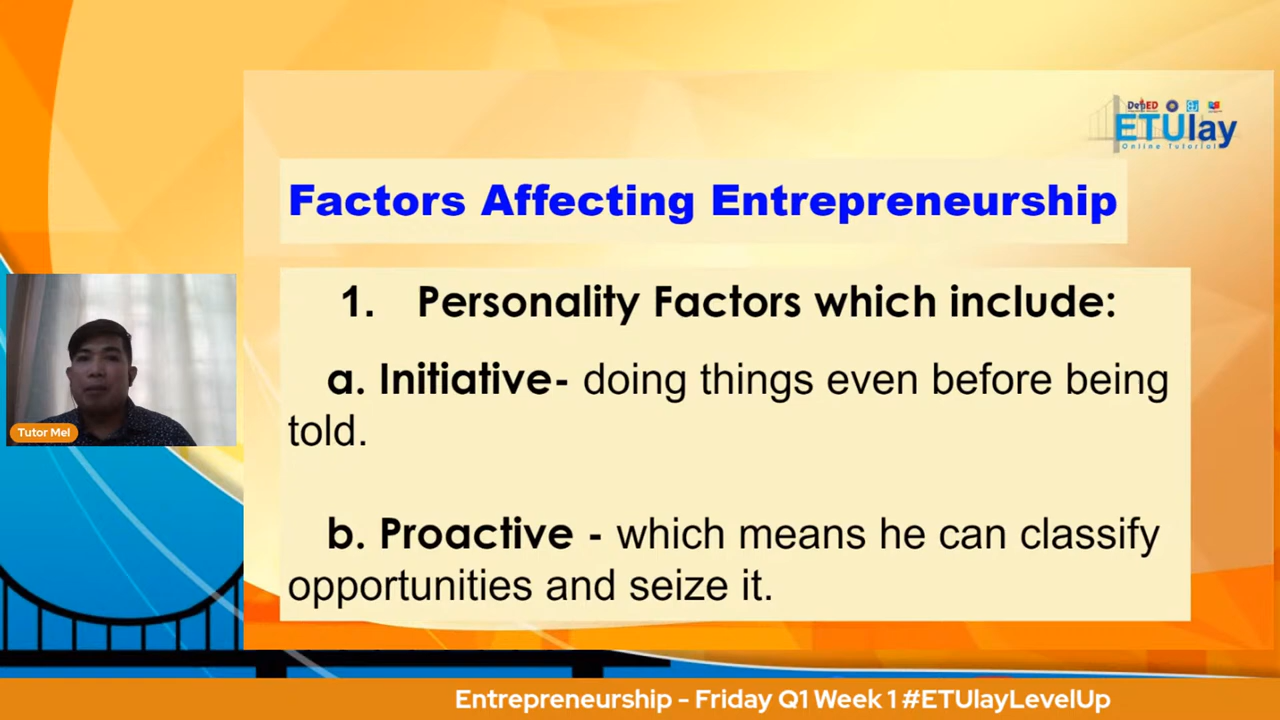 DepED
ETUlay
Online Tutorial
Factors Affecting Entrepreneurship
1. Personality Factors which include:
a. Initiative- doing things even before being
told.
b. Proactive - which means he can classify
opportunities and seize it.
Tutor Mel
Entrepreneurship - Friday Q1 Week 1 #ETUlayLevelUp